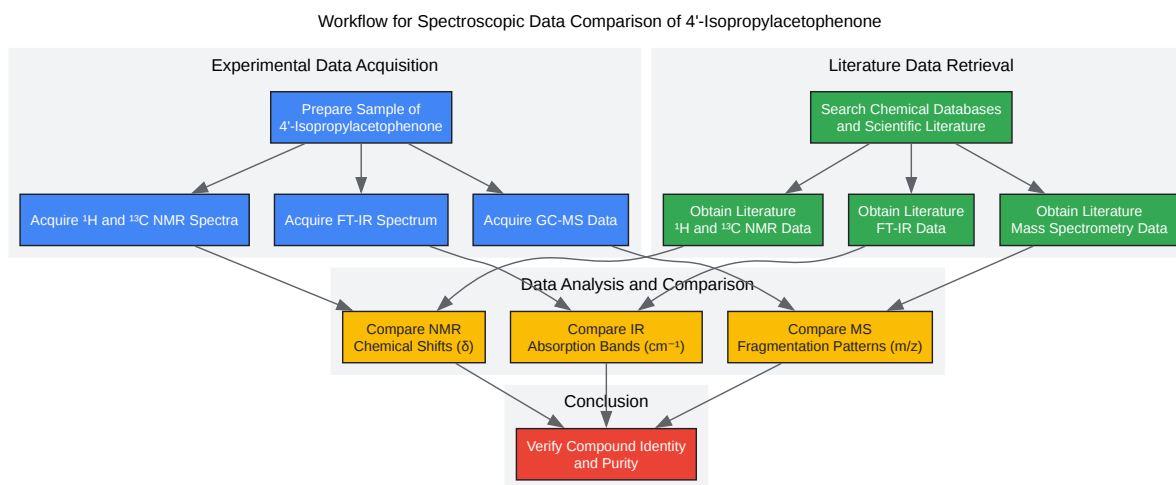 Workflow for Spectroscopic Data Comparison of 4'-Isopropylacetophenone
Experimental Data Acquisition
Literature Data Retrieval
Prepare Sample of
4'-Isopropylacetophenone
Search Chemical Databases
and Scientific Literature
Acquire ¹H and ¹³C NMR Spectra
Acquire FT-IR Spectrum
Acquire GC-MS Data
Obtain Literature
¹H and ¹³C NMR Data
Obtain Literature
FT-IR Data
Obtain Literature
Mass Spectrometry Data
Data Analysis and Comparison
Compare NMR
Chemical Shifts (δ)
Compare IR
Absorption Bands (cm⁻¹)
Compare MS
Fragmentation Patterns (m/z)
Conclusion
Verify Compound Identity
and Purity